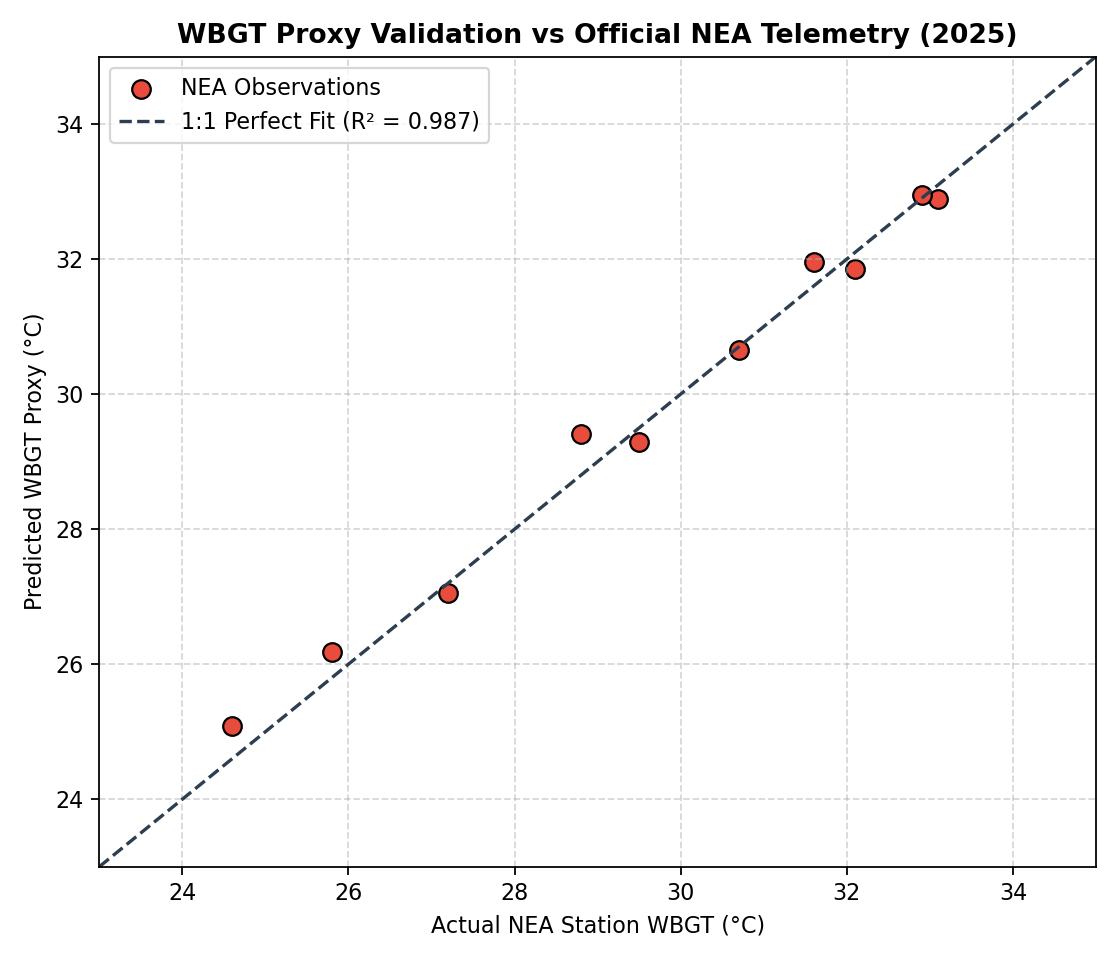 WBGT Proxy Validation vs Official NEA Telemetry (2025)
NEA Observations
1:1 Perfect Fit (R² = 0.987)
34
32
30
28
26
24
Predicted WBGT Proxy (°C)
24 26 28 30 32 34
Actual NEA Station WBGT (°C)